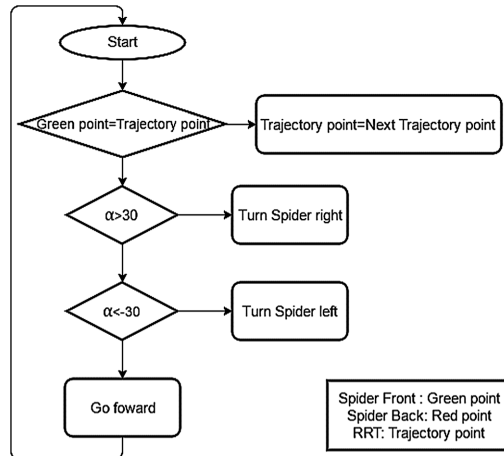 Start
Green point=Trajectory point
Trajectory point=Next Trajectory point
α>30
Turn Spider right
α<-30
Turn Spider left
Go foward
Spider Front : Green point
Spider Back: Red point
RRT: Trajectory point